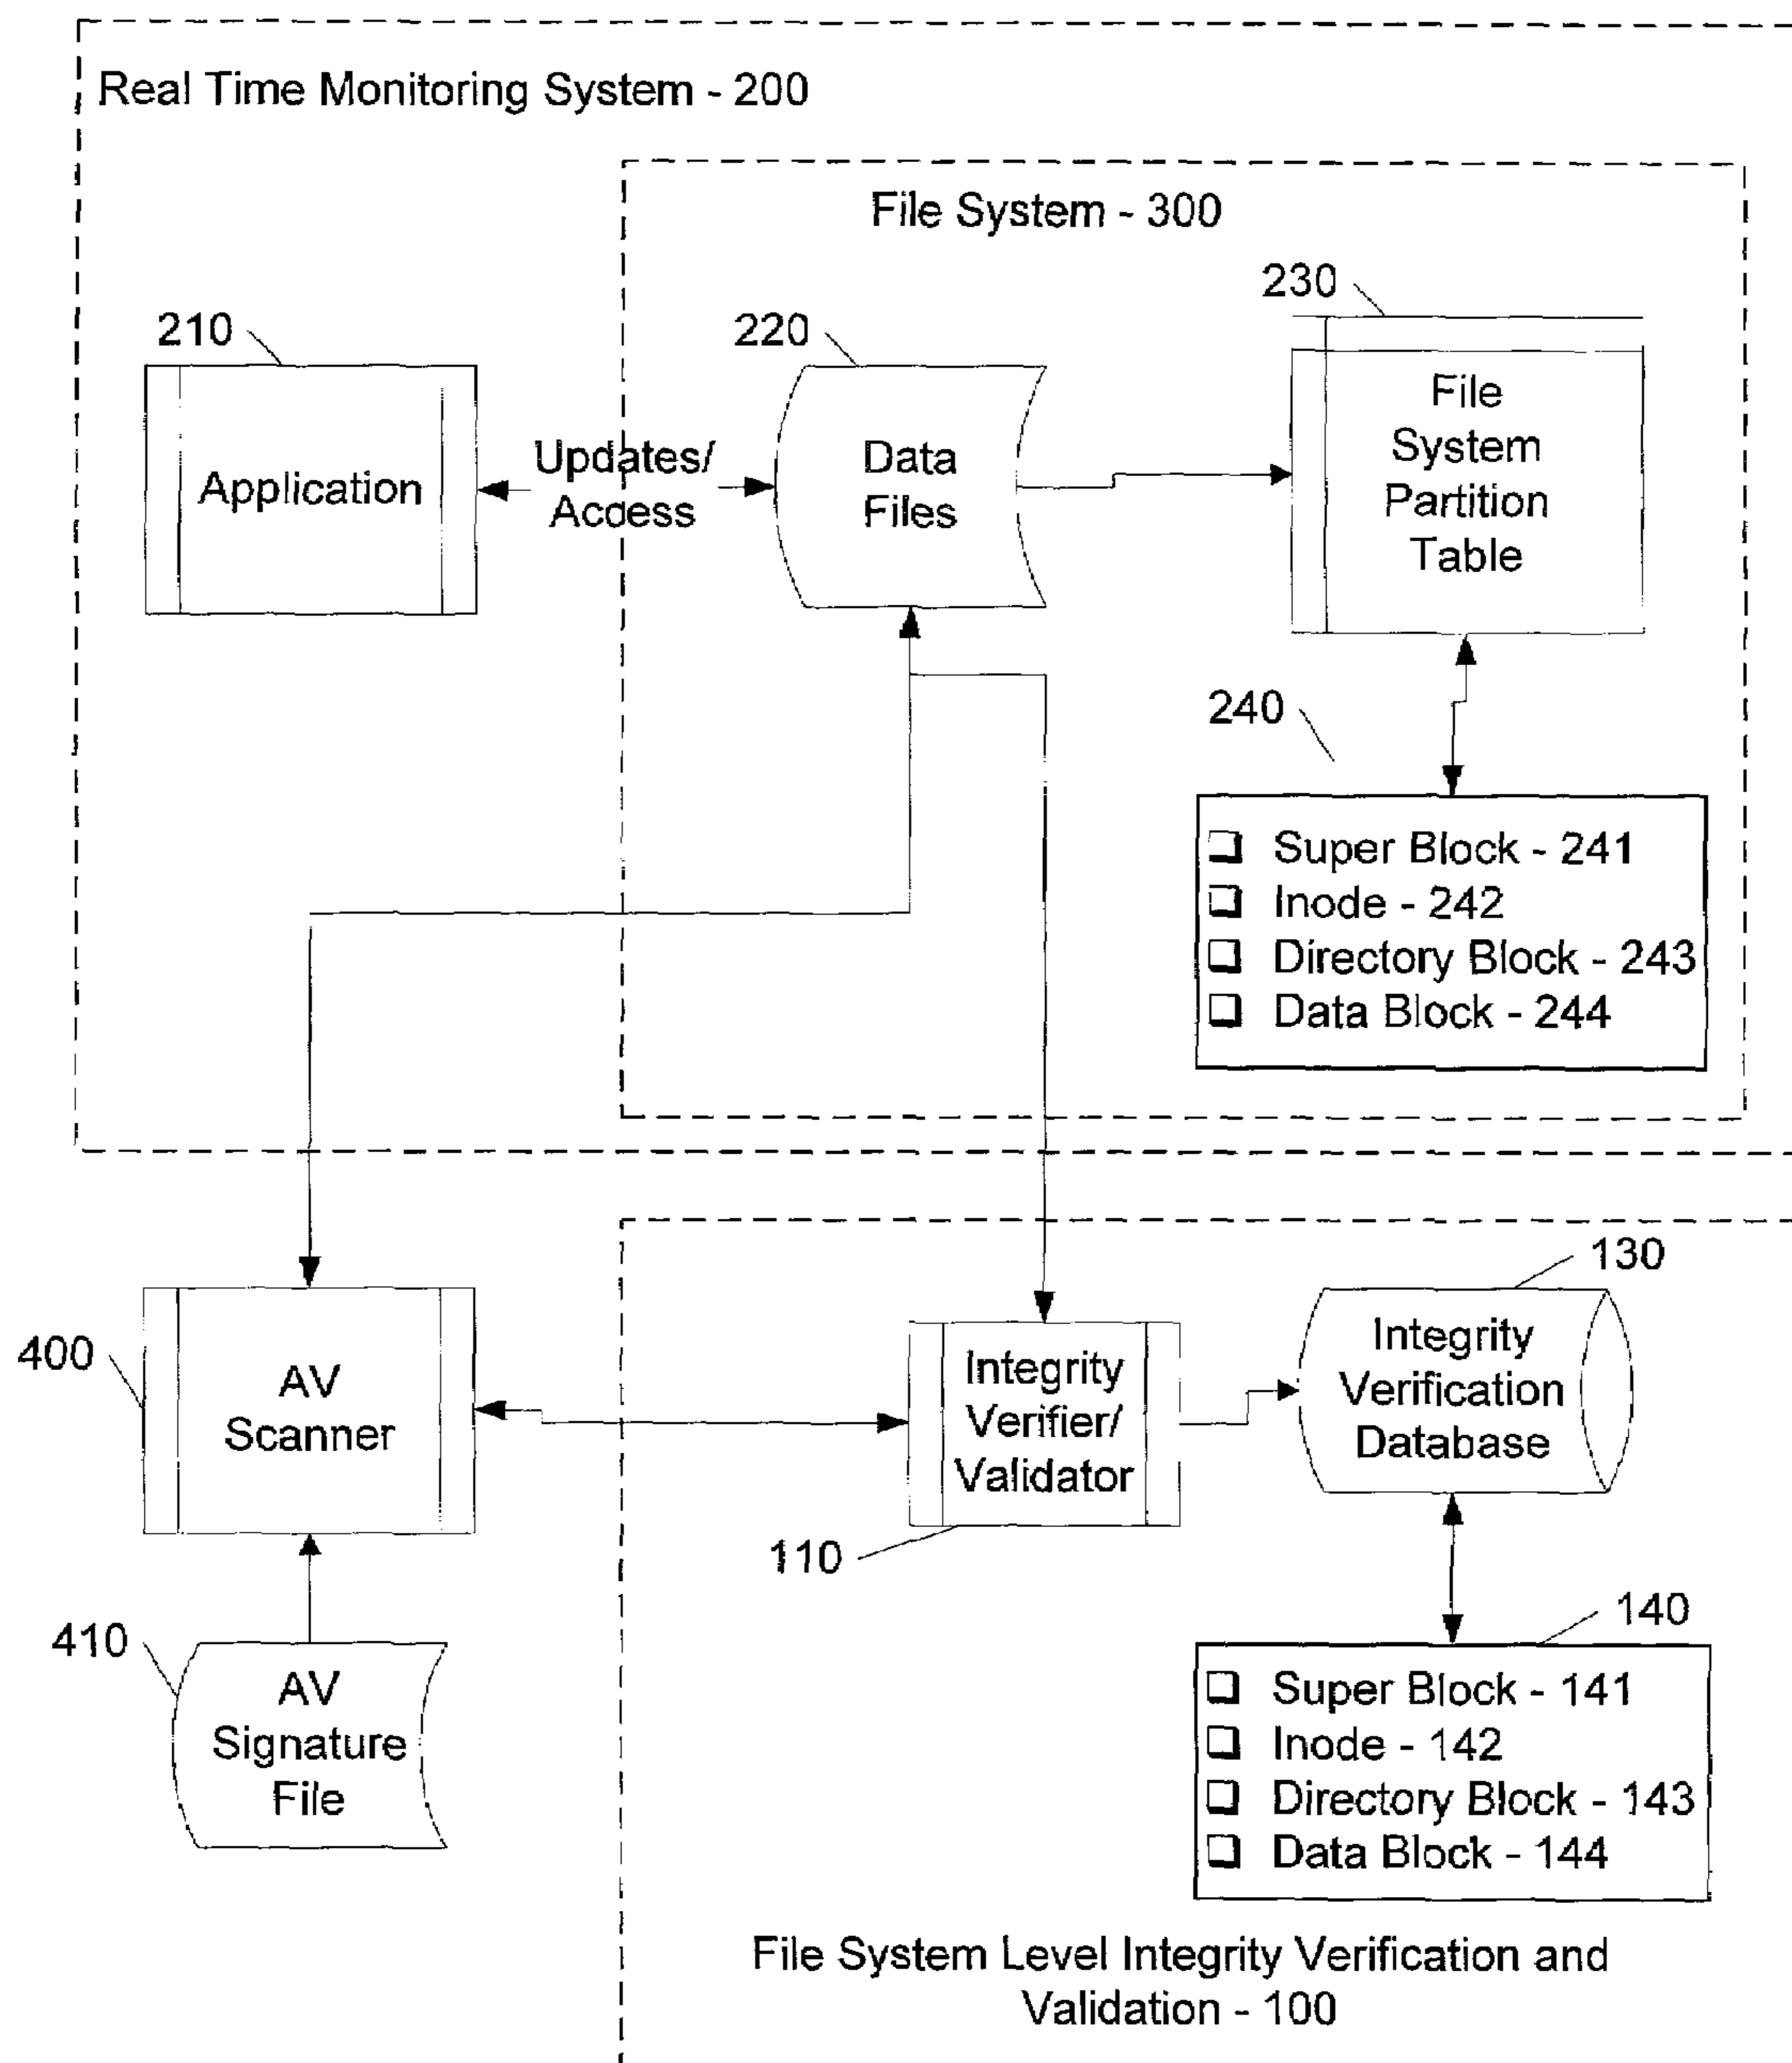 Real Time Monitoring System - 200
File System - 300
230
210
220
File
System
Partition
Table
Application
Updates/
Access
Data
Files
240
Super Block - 241
Inode - 242
Directory Block - 243
Data Block - 244
130
400
AV
Scanner
Integrity
Verifier/
Validator
Integrity
Verification
Database
110
410
AV
Signature
File
140
Super Block - 141
Inode - 142
Directory Block - 143
Data Block - 144
File System Level Integrity Verification and
Validation - 100